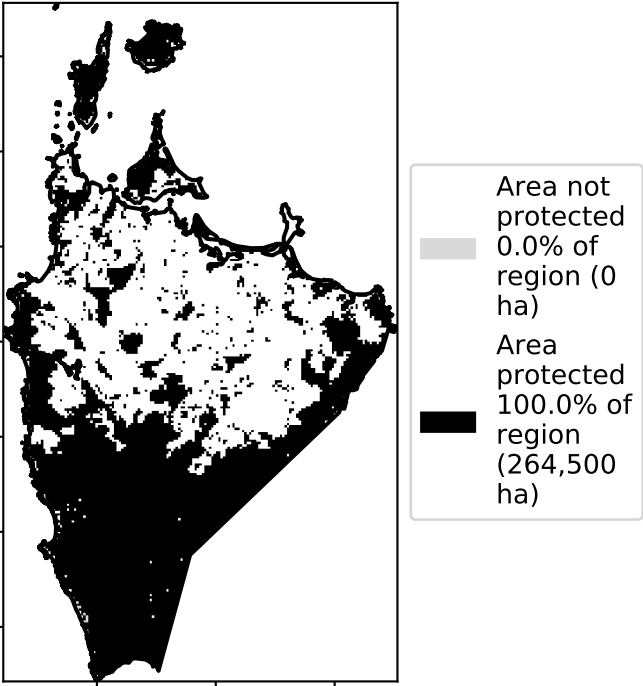 Area not
protected
0.0% of
region (0
ha)
Area
protected
100.0% of
region
(264,500
ha)